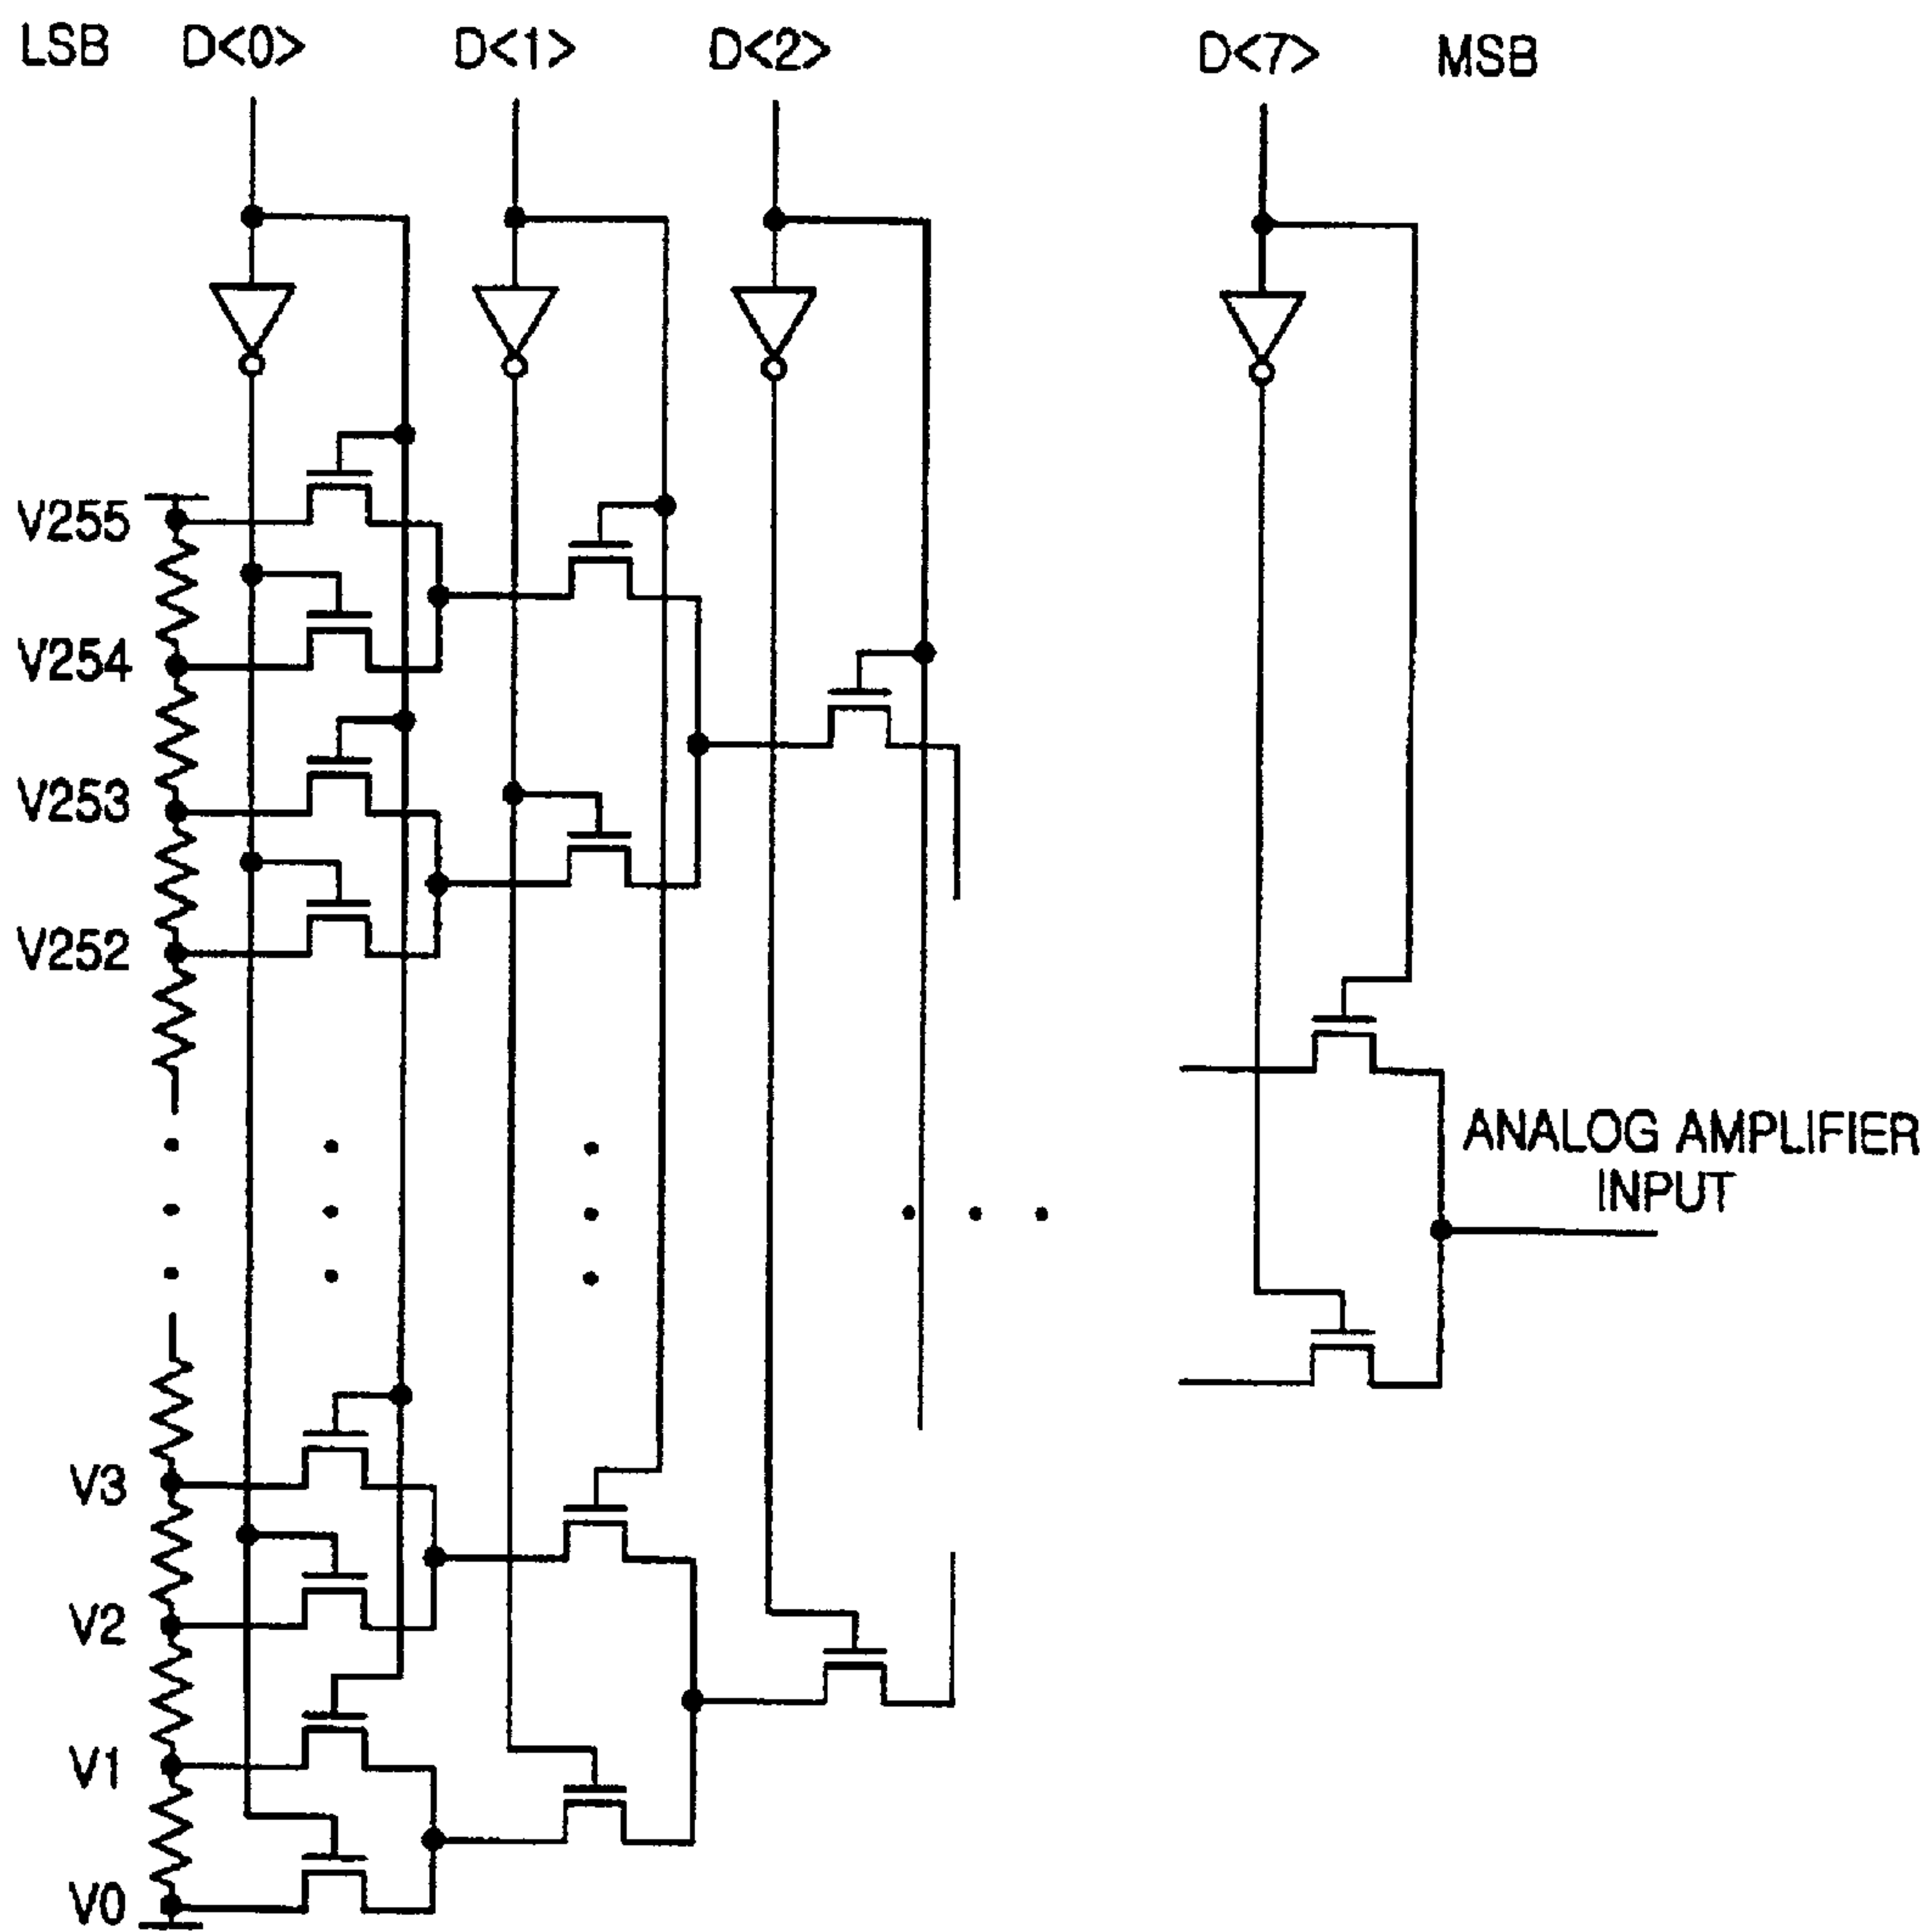 LSB D<0> D<1> D<2> D<7> MSB
V255
V254
V253
V252
ANALOG AMPLIFIER
INPUT
V3
V2
V1
V0